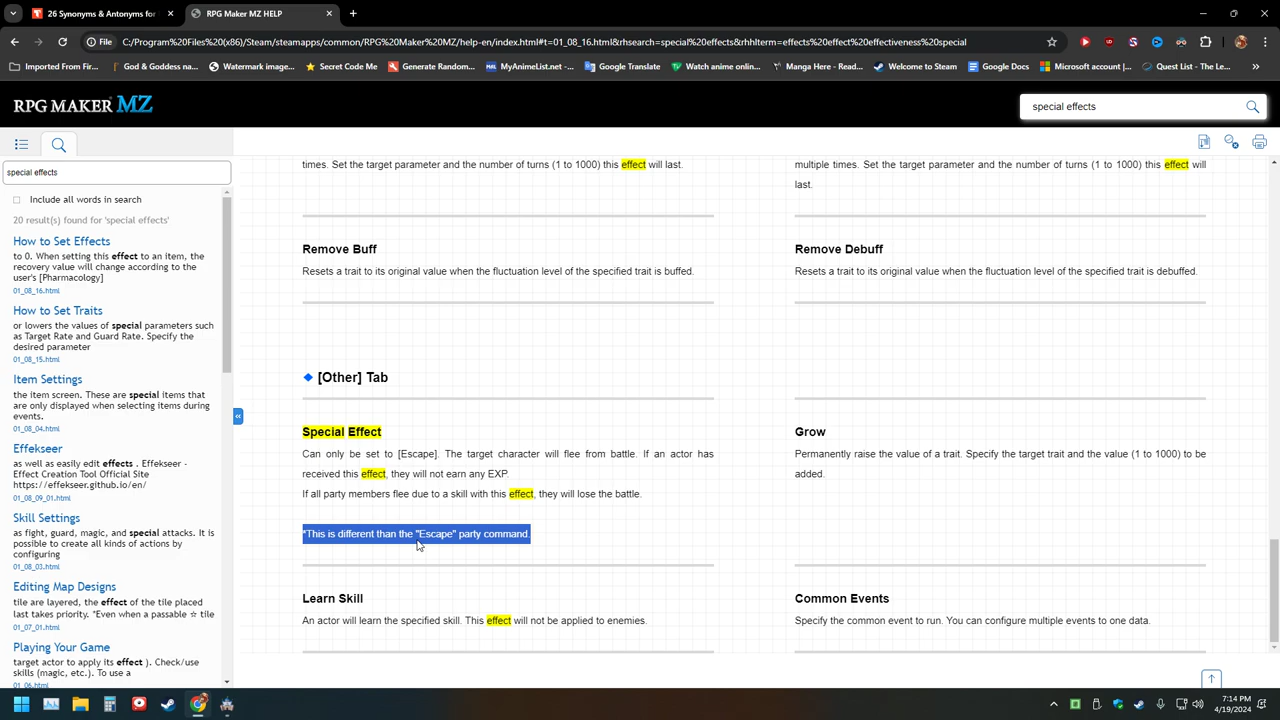 26 Synonyms & Antonyms for
RPG Maker MZ HELP
File
C:/Program%20Files%20(x86)/Steam/steamapps/common/RPG%20Maker%20MZ/help-en/index.html#t=01_08_16.html&rhsearch=special%20effects&rhhlterm=effects%20effect%20effectiveness%20special
Imported From Fir...
God & Goddess na...
Watermark image...
Secret Code Me
Generate Random...
MyAnimeList.net -...
Google Translate
Watch anime onlin...
Manga Here - Read...
Welcome to Steam
Google Docs
Microsoft account |...
Quest List - The Le...
RPG MAKER MZ
special effects
special effects
Include all words in search
20 result(s) found for 'special effects'
How to Set Effects
to 0. When setting this effect to an item, the
recovery value will change according to the
user's [Pharmacology]
01_08_16.html
How to Set Traits
or lowers the values of special parameters such
as Target Rate and Guard Rate. Specify the
desired parameter
01_08_15.html
Item Settings
the item screen. These are special items that
are only displayed when selecting items during
events.
01_08_04.html
Effekseer
as well as easily edit effects . Effekseer -
Effect Creation Tool Official Site
https://effekseer.github.io/en/
01_08_09_01.html
Skill Settings
as fight, guard, magic, and special attacks. It is
possible to create all kinds of actions by
configuring
01_08_03.html
Editing Map Designs
tile are layered, the effect of the tile placed
last takes priority. *Even when a passable ☆ tile
01_07_01.html
Playing Your Game
target actor to apply its effect ). Check/use
skills (magic, etc.). To use a
01_06.html
times. Set the target parameter and the number of turns (1 to 1000) this effect will last.
multiple times. Set the target parameter and the number of turns (1 to 1000) this effect will
last.
Remove Buff
Resets a trait to its original value when the fluctuation level of the specified trait is buffed.
Remove Debuff
Resets a trait to its original value when the fluctuation level of the specified trait is debuffed.
[Other] Tab
Special Effect
Can only be set to [Escape]. The target character will flee from battle. If an actor has
received this effect, they will not earn any EXP.
If all party members flee due to a skill with this effect, they will lose the battle.
*This is different than the "Escape" party command.
Grow
Permanently raise the value of a trait. Specify the target trait and the value (1 to 1000) to be
added.
Learn Skill
An actor will learn the specified skill. This effect will not be applied to enemies.
Common Events
Specify the common event to run. You can configure multiple events to one data.
7:14 PM
4/19/2024